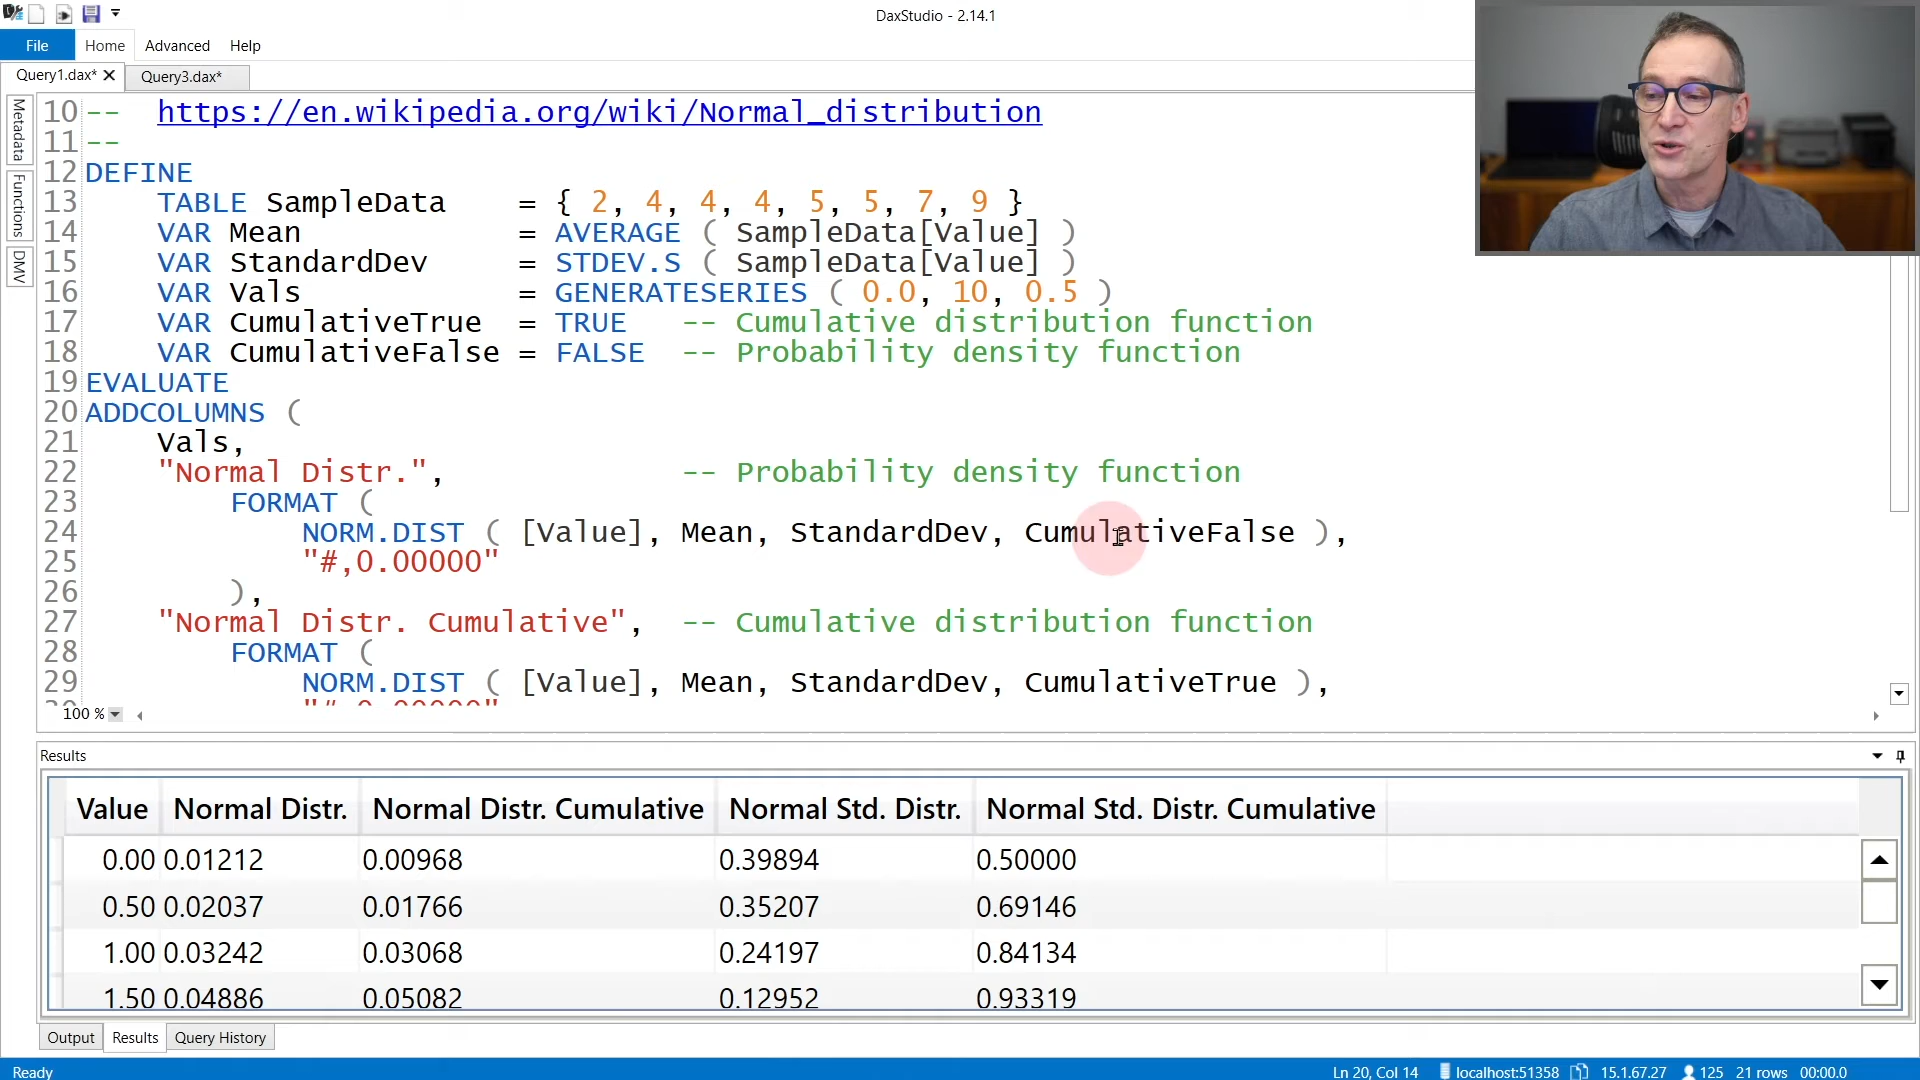 DaxStudio - 2.14.1
File Home Advanced Help
Query1.dax* Query3.dax*
Metadata
Functions
DMV
10 -- https://en.wikipedia.org/wiki/Normal_distribution
11 --
12 DEFINE
13 TABLE SampleData = { 2, 4, 4, 4, 5, 5, 7, 9 }
14 VAR Mean = AVERAGE ( SampleData[Value] )
15 VAR StandardDev = STDEV.S ( SampleData[Value] )
16 VAR Vals = GENERATESERIES ( 0.0, 10, 0.5 )
17 VAR CumulativeTrue = TRUE -- Cumulative distribution function
18 VAR CumulativeFalse = FALSE -- Probability density function
19 EVALUATE
20 ADDCOLUMNS (
21 Vals,
22 "Normal Distr.", -- Probability density function
23 FORMAT (
24 NORM.DIST ( [Value], Mean, StandardDev, CumulativeFalse ),
25 "#,0.00000"
26 ),
27 "Normal Distr. Cumulative", -- Cumulative distribution function
28 FORMAT (
29 NORM.DIST ( [Value], Mean, StandardDev, CumulativeTrue ),
100 %
Results
Value Normal Distr. Normal Distr. Cumulative Normal Std. Distr. Normal Std. Distr. Cumulative
0.00 0.01212 0.00968 0.39894 0.50000
0.50 0.02037 0.01766 0.35207 0.69146
1.00 0.03242 0.03068 0.24197 0.84134
1.50 0.04886 0.05082 0.12952 0.93319
Output Results Query History
Ready Ln 20, Col 14 localhost:51358 15.1.67.27 125 21 rows 00:00.0